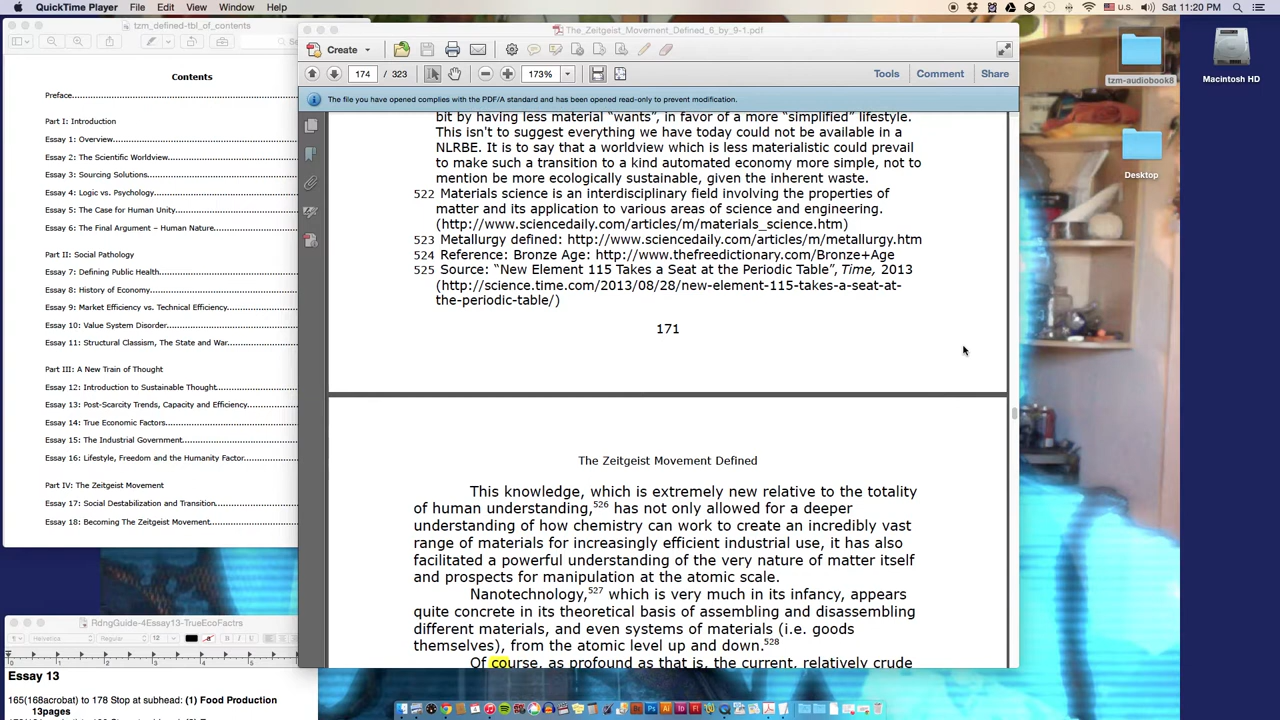 QuickTime Player File Edit View Window Help
U.S. Sat 11:20 PM
tzm_defined-tbl_of_contents
Contents
Preface
Part I: Introduction
Essay 1: Overview
Essay 2: The Scientific Worldview
Essay 3: Sourcing Solutions
Essay 4: Logic vs. Psychology
Essay 5: The Case for Human Unity
Essay 6: The Final Argument – Human Nature
Part II: Social Pathology
Essay 7: Defining Public Health
Essay 8: History of Economy
Essay 9: Market Efficiency vs. Technical Efficiency
Essay 10: Value System Disorder
Essay 11: Structural Classism, The State and War
Part III: A New Train of Thought
Essay 12: Introduction to Sustainable Thought
Essay 13: Post-Scarcity Trends, Capacity and Efficiency
Essay 14: True Economic Factors
Essay 15: The Industrial Government
Essay 16: Lifestyle, Freedom and the Humanity Factor
Part IV: The Zeitgeist Movement
Essay 17: Social Destabilization and Transition
Essay 18: Becoming The Zeitgeist Movement
RdngGuide-4Essay13-TrueEcoFactrs
Helvetica Regular 12
0 1 2 3 4 5
Essay 13
165(168acrobat) to 178 Stop at subhead: (1) Food Production
13pages
The_Zeitgeist_Movement_Defined_6_by_9-1.pdf
Create
174 / 323 173% Tools Comment Share
The file you have opened complies with the PDF/A standard and has been opened read-only to prevent modification.
bit by having less material “wants”, in favor of a more “simplified” lifestyle.
This isn't to suggest everything we have today could not be available in a
NLRBE. It is to say that a worldview which is less materialistic could prevail
to make such a transition to a kind automated economy more simple, not to
mention be more ecologically sustainable, given the inherent waste.
522 Materials science is an interdisciplinary field involving the properties of
matter and its application to various areas of science and engineering.
(http://www.sciencedaily.com/articles/m/materials_science.htm)
523 Metallurgy defined: http://www.sciencedaily.com/articles/m/metallurgy.htm
524 Reference: Bronze Age: http://www.thefreedictionary.com/Bronze+Age
525 Source: “New Element 115 Takes a Seat at the Periodic Table”, Time, 2013
(http://science.time.com/2013/08/28/new-element-115-takes-a-seat-at-
the-periodic-table/)
171
The Zeitgeist Movement Defined
This knowledge, which is extremely new relative to the totality
of human understanding,526 has not only allowed for a deeper
understanding of how chemistry can work to create an incredibly vast
range of materials for increasingly efficient industrial use, it has also
facilitated a powerful understanding of the very nature of matter itself
and prospects for manipulation at the atomic scale.
Nanotechnology,527 which is very much in its infancy, appears
quite concrete in its theoretical basis of assembling and disassembling
different materials, and even systems of materials (i.e. goods
themselves), from the atomic level up and down.528
Of course, as profound as that is, the current, relatively crude
tzm-audiobook8
Macintosh HD
Desktop